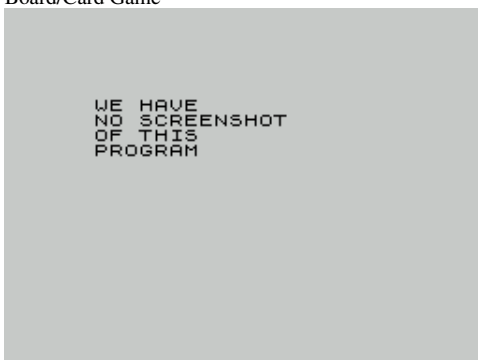 Board/Card Game
WE HAVE
NO SCREENSHOT
OF THIS
PROGRAM